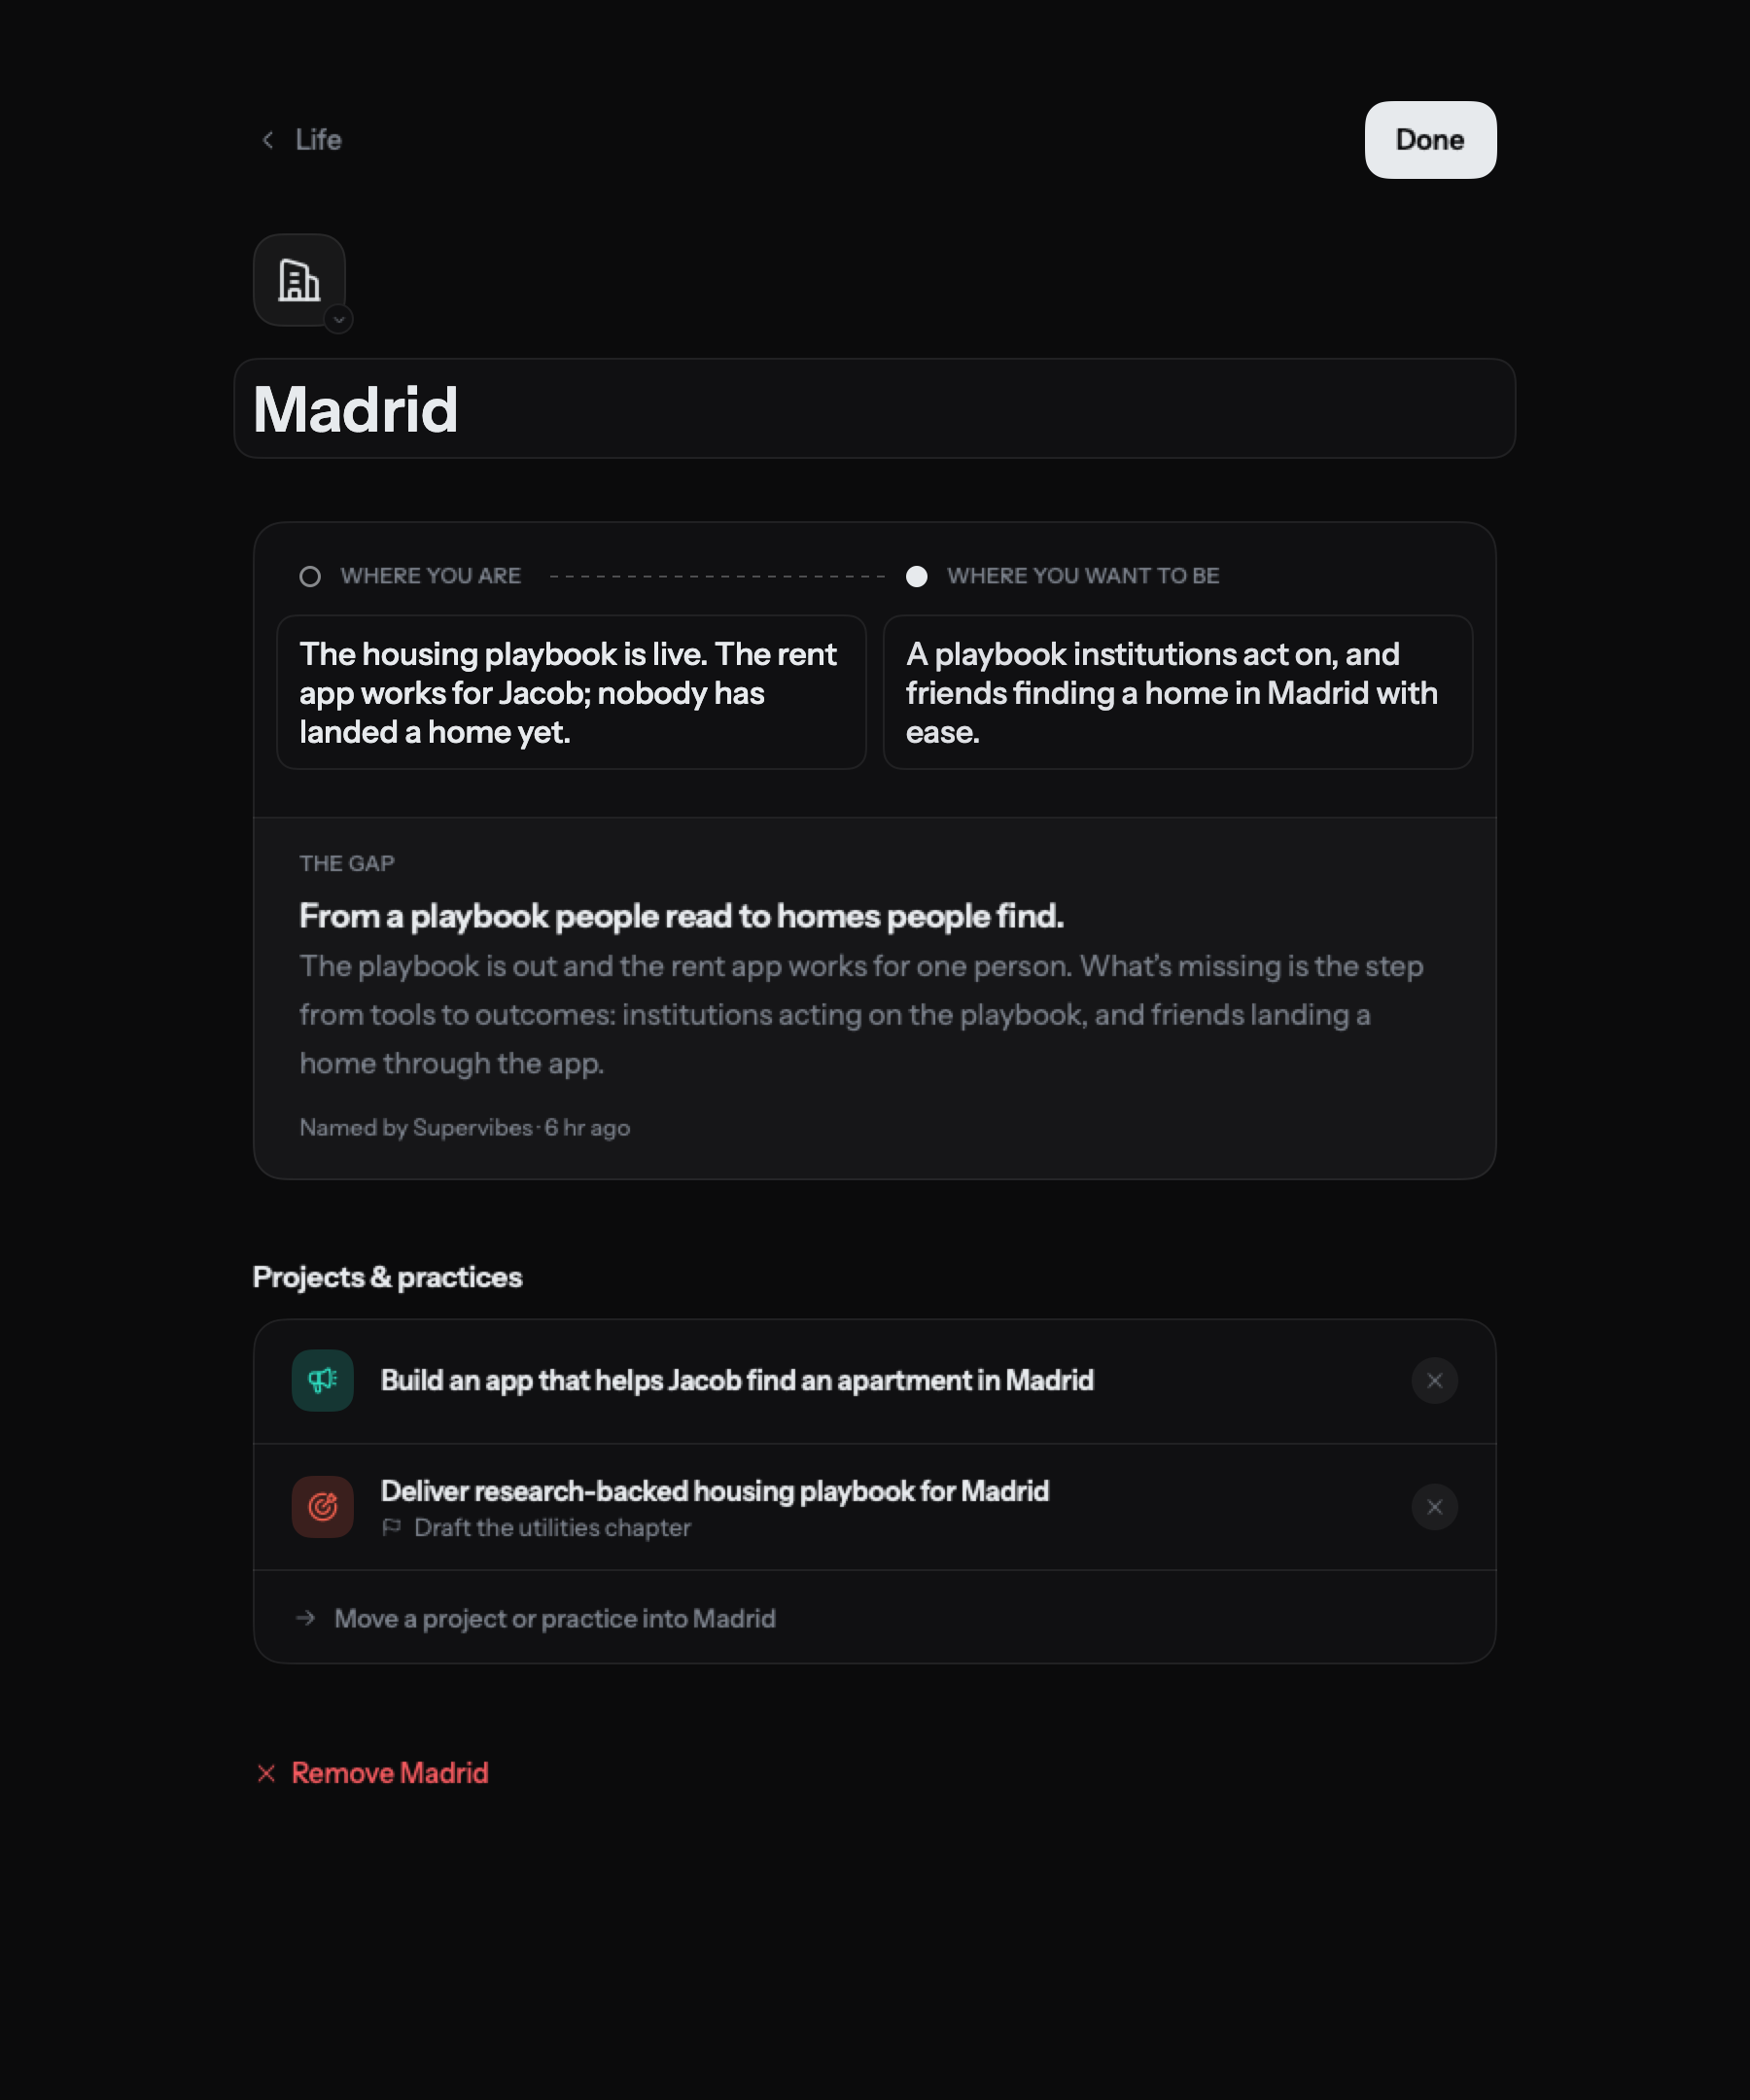 Life
Done
Madrid
WHERE YOU ARE
WHERE YOU WANT TO BE
The housing playbook is live. The rent
app works for Jacob; nobody has
landed a home yet.
A playbook institutions act on, and
friends finding a home in Madrid with
ease.
THE GAP
From a playbook people read to homes people find.
The playbook is out and the rent app works for one person. What’s missing is the step
from tools to outcomes: institutions acting on the playbook, and friends landing a
home through the app.
Named by Supervibes · 6 hr ago
Projects & practices
Build an app that helps Jacob find an apartment in Madrid
Deliver research-backed housing playbook for Madrid
Draft the utilities chapter
Move a project or practice into Madrid
Remove Madrid